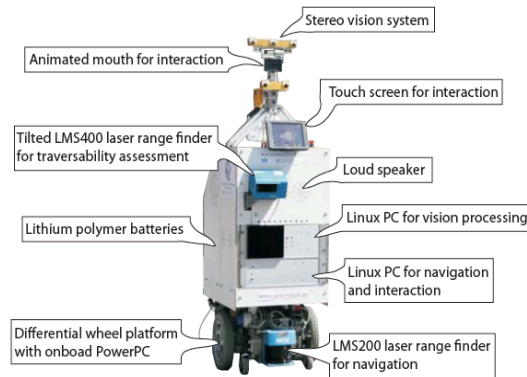 Stereo vision system
Animated mouth for interaction
Touch screen for interaction
Tilted LMS400 laser range finder
for traversability assessment
Loud speaker
Lithium polymer batteries
Linux PC for vision processing
Linux PC for navigation
and interaction
Differential wheel platform
with onboad PowerPC
LMS200 laser range finder
for navigation